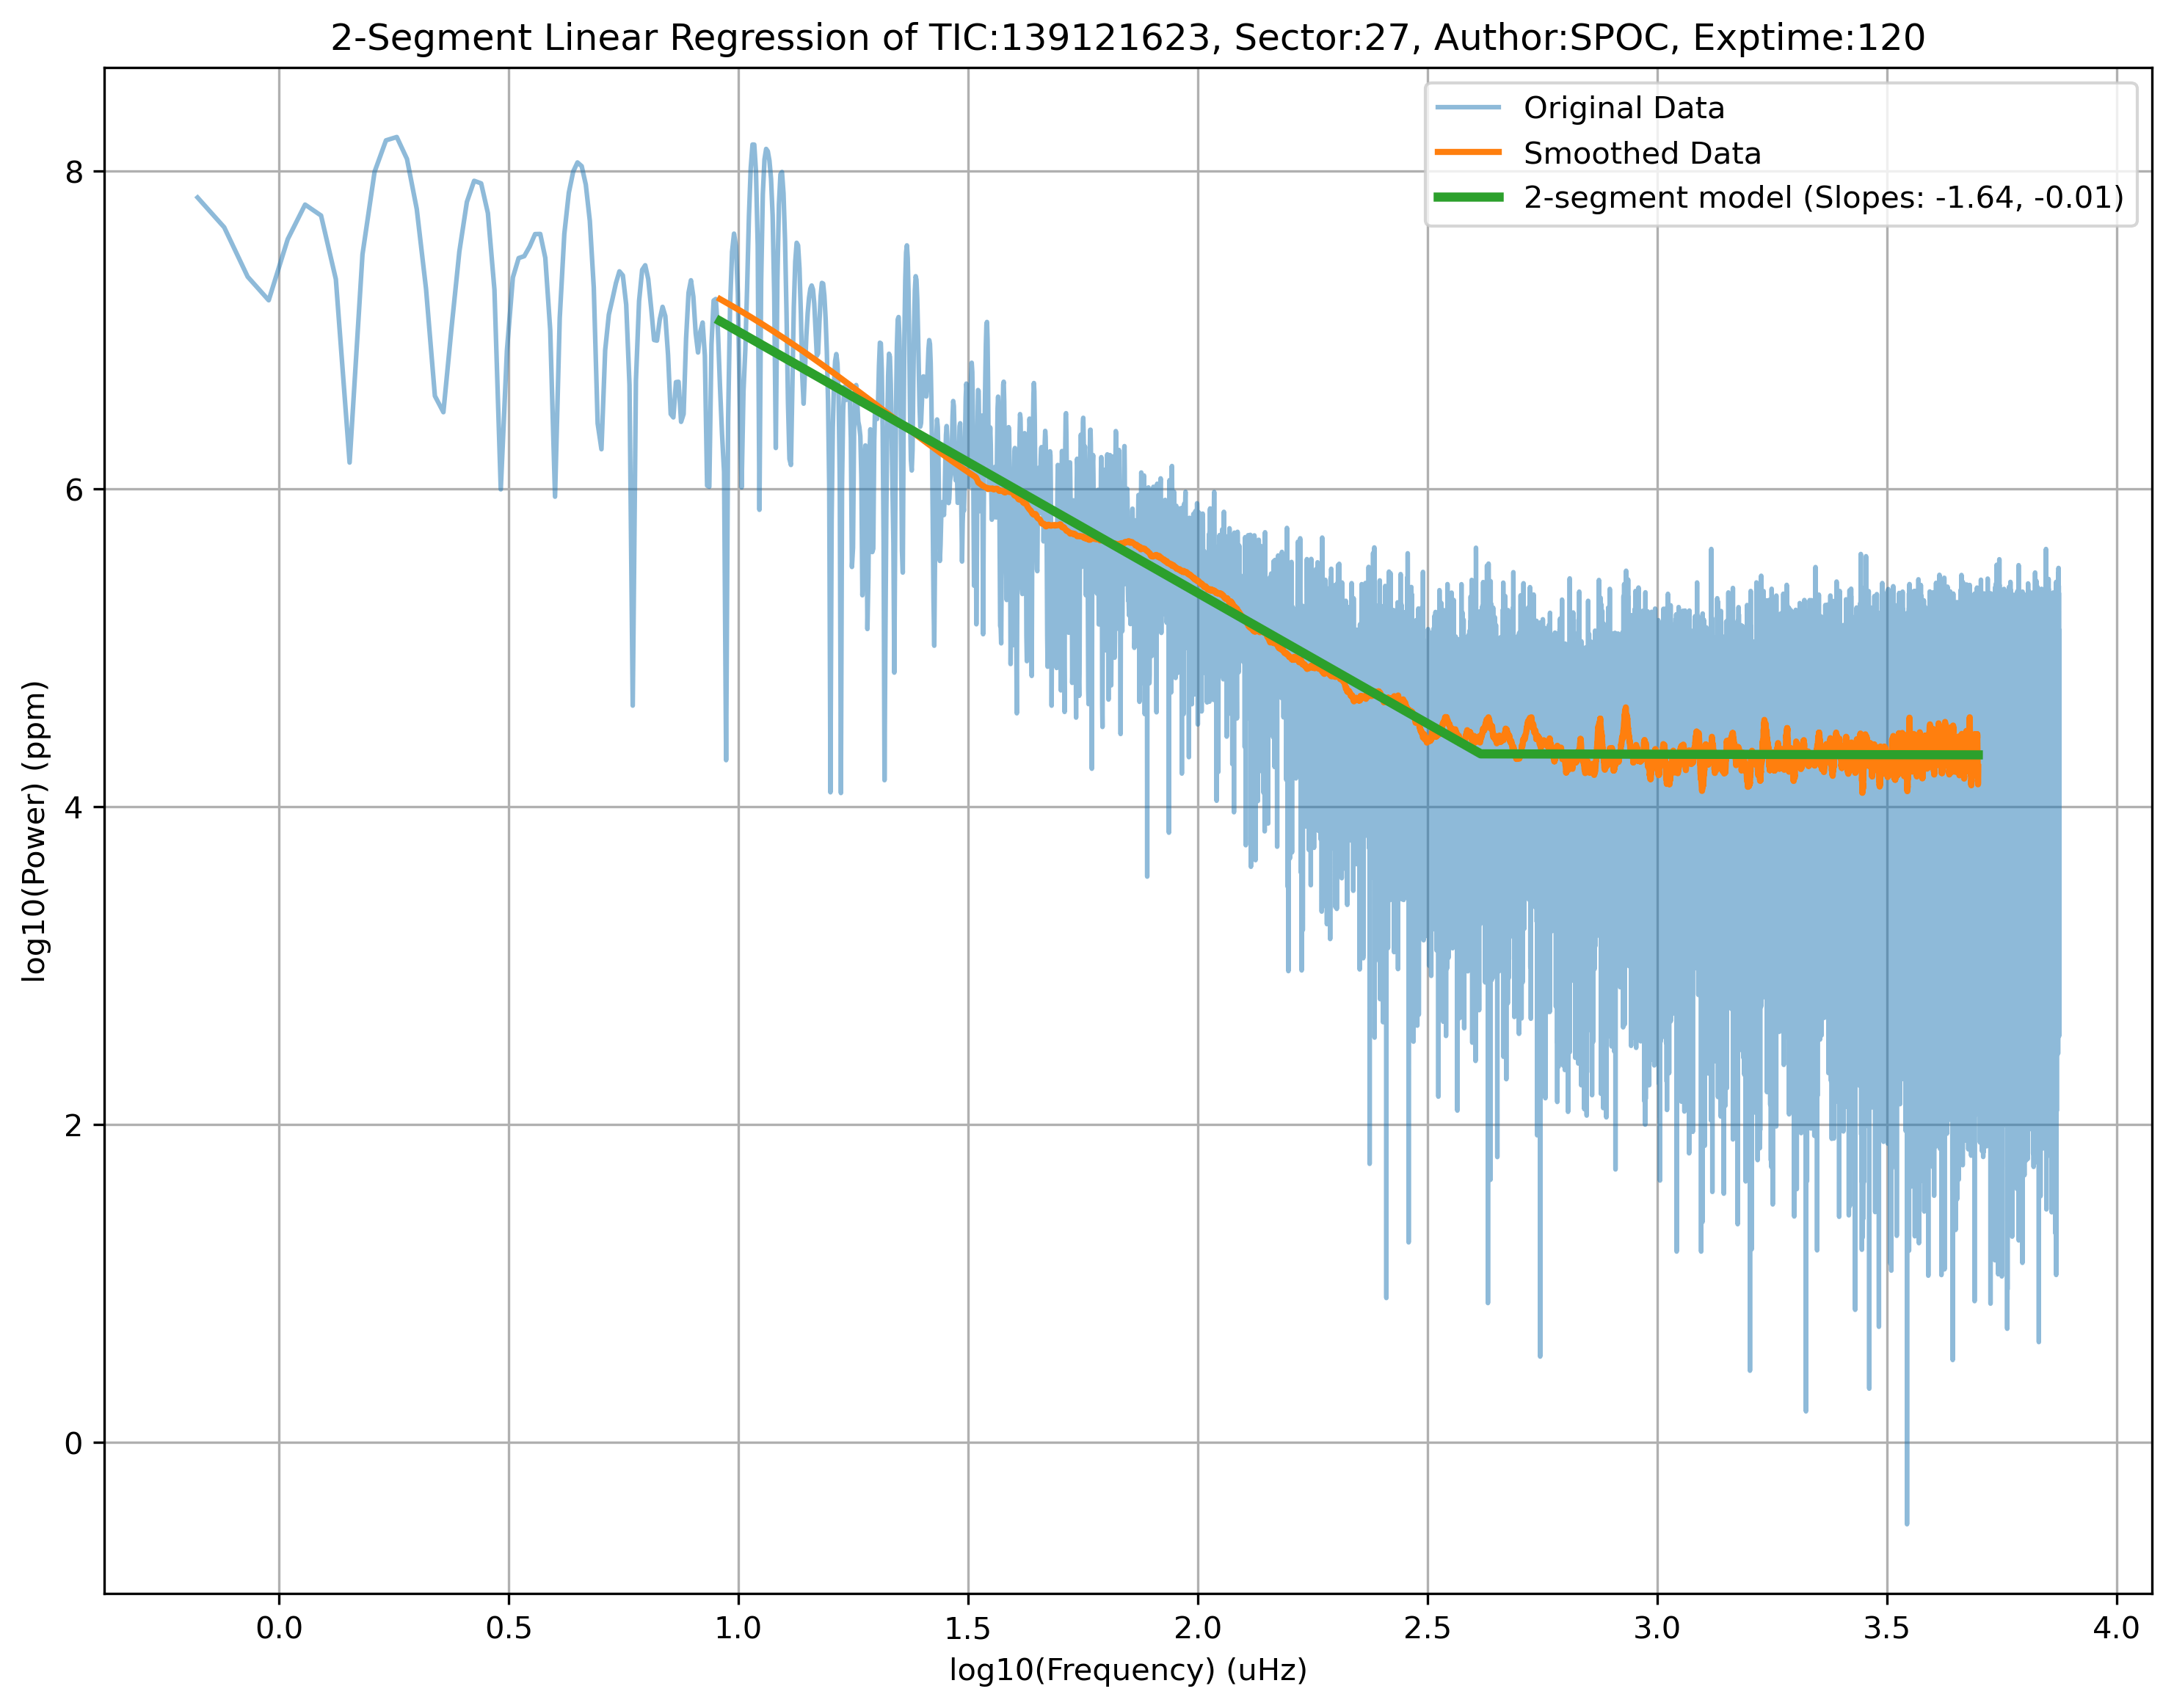 2-Segment Linear Regression of TIC:139121623, Sector:27, Author:SPOC, Exptime:120
Original Data
Smoothed Data
2-segment model (Slopes: -1.64, -0.01)
log10(Power) (ppm)
8
6
4
2
0
0.0 0.5 1.0 1.5 2.0 2.5 3.0 3.5 4.0
log10(Frequency) (uHz)